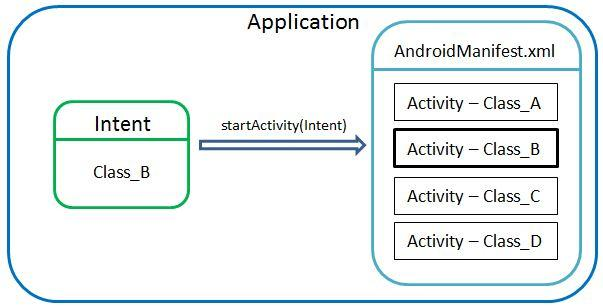 Application
AndroidManifest.xml
Intent
Class_B
startActivity(Intent)
Activity – Class_A
Activity – Class_B
Activity – Class_C
Activity – Class_D